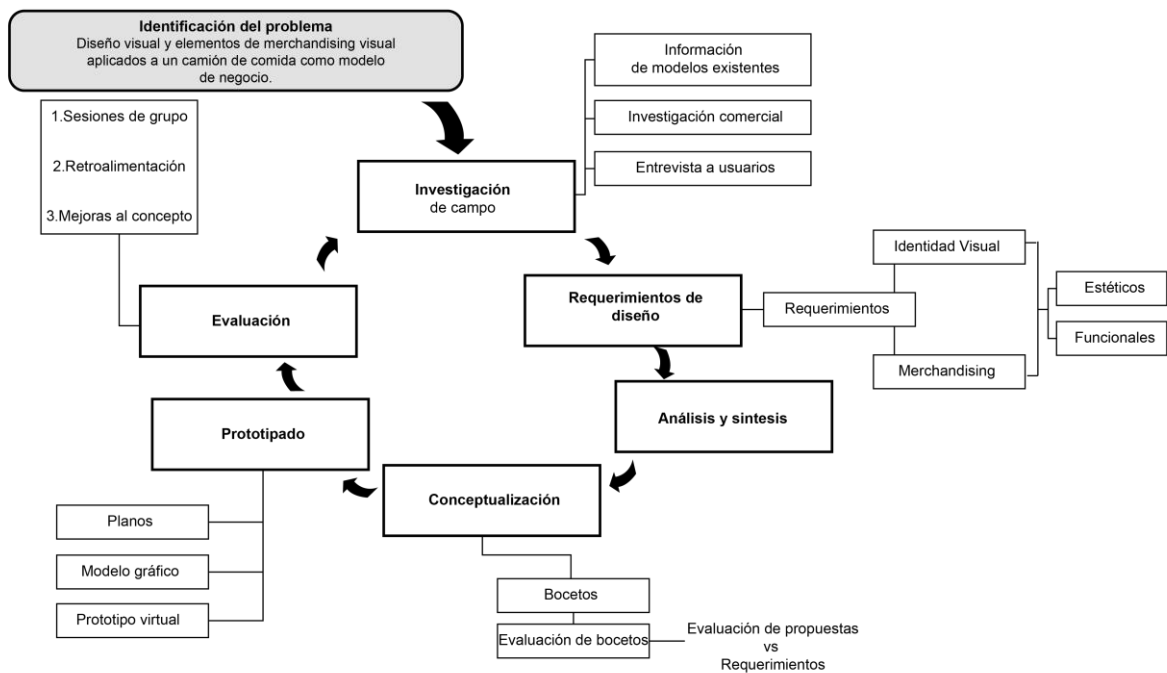 Identificación del problema
Diseño visual y elementos de merchandising visual
aplicados a un camión de comida como modelo
de negocio.
Información
de modelos existentes
Investigación comercial
Entrevista a usuarios
1.Sesiones de grupo
2.Retroalimentación
3.Mejoras al concepto
Investigación
de campo
Requerimientos de
diseño
Requerimientos
Identidad Visual
Merchandising
Estéticos
Funcionales
Análisis y sintesis
Conceptualización
Bocetos
Evaluación de bocetos
Evaluación de propuestas
vs
Requerimientos
Prototipado
Planos
Modelo gráfico
Prototipo virtual
Evaluación